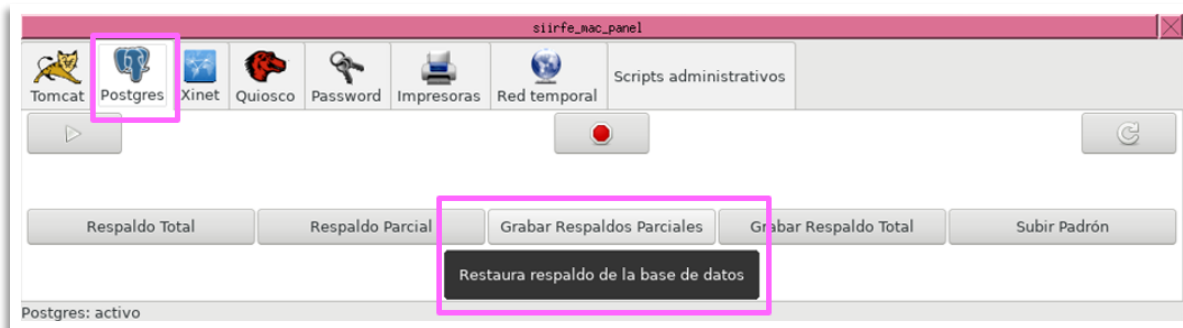 siirfe_mac_panel
Tomcat Postgres Xinet Quiosco Password Impresoras Red temporal Scripts administrativos
Respaldo Total Respaldo Parcial Grabar Respaldos Parciales Grabar Respaldo Total Subir Padrón
Restaura respaldo de la base de datos
Postgres: activo